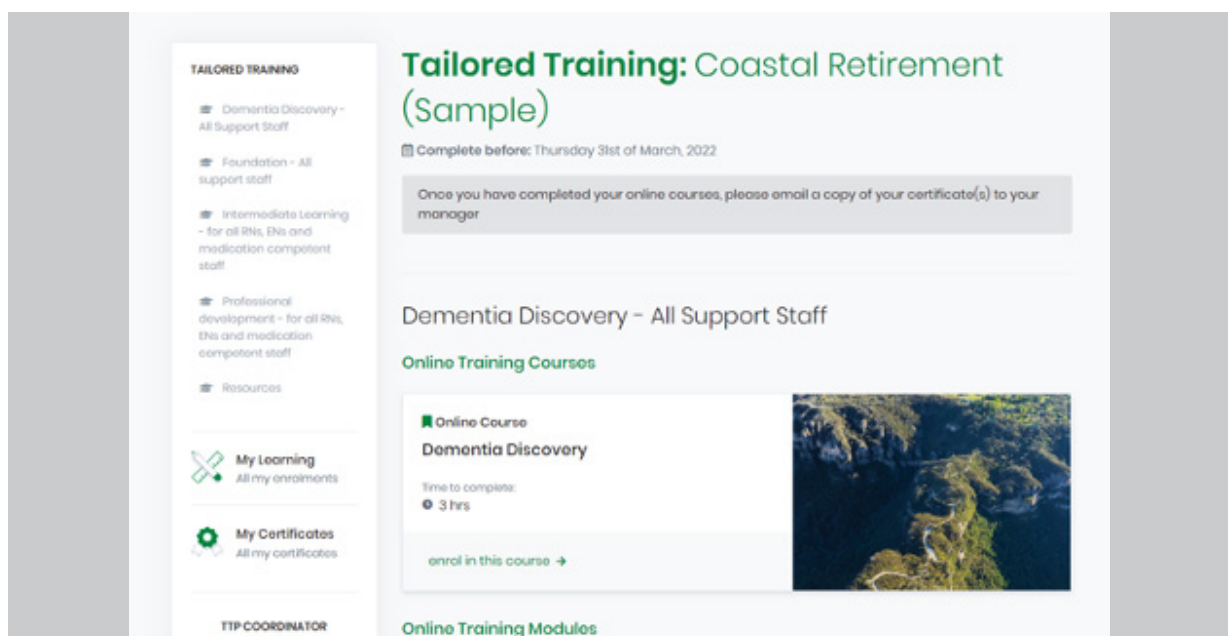 TAILORED TRAINING
Dementia Discovery -
All Support Staff
Foundation - All
support staff
Intermediate Learning
- for all RNs, ENs and
medication competent
staff
Professional
development - for all RNs,
ENs and medication
competent staff
Resources
My Learning
All my enrolments
My Certificates
All my certificates
TTP COORDINATOR
Tailored Training: Coastal Retirement
(Sample)
Complete before: Thursday 31st of March, 2022
Once you have completed your online courses, please email a copy of your certificate(s) to your
manager
Dementia Discovery - All Support Staff
Online Training Courses
Online Course
Dementia Discovery
Time to complete:
3 hrs
enrol in this course →
Online Training Modules